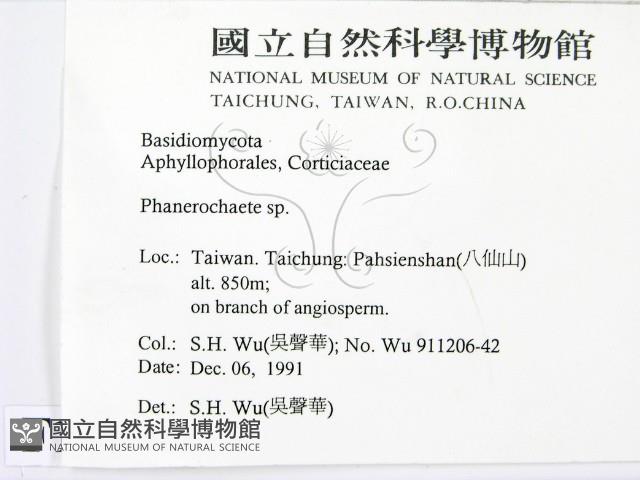 國立自然科學博物館
NATIONAL MUSEUM OF NATURAL SCIENCE
TAICHUNG, TAIWAN, R.O.CHINA
Basidiomycota
Aphyllophorales, Corticiaceae
Phanerochaete sp.
Loc.: Taiwan. Taichung: Pahsienshan(八仙山)
alt. 850m;
on branch of angiosperm.
Col.: S.H. Wu(吳聲華); No. Wu 911206-42
Date: Dec. 06, 1991
Det.: S.H. Wu(吳聲華)
國立自然科學博物館
NATIONAL MUSEUM OF NATURAL SCIENCE